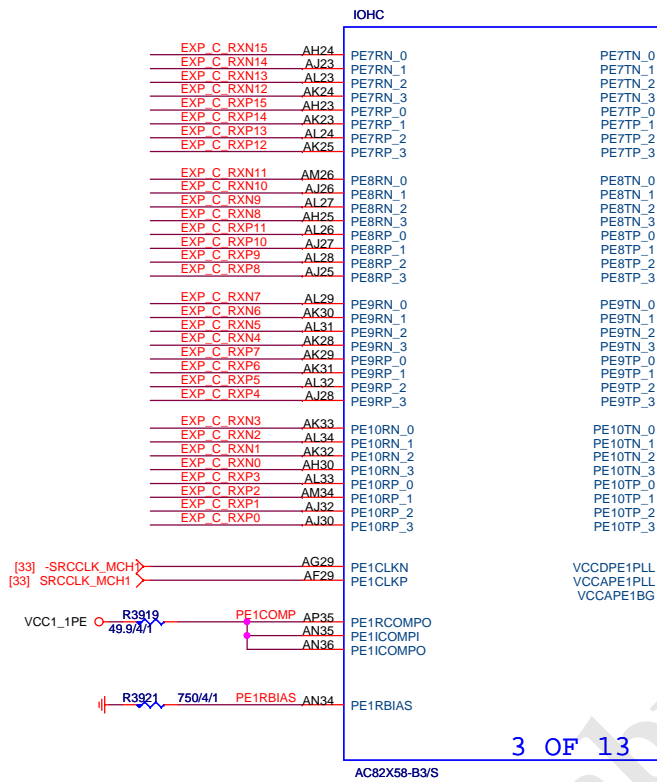 IOHC
EXP_C_RXN15 AH24 PE7RN_0 PE7TN_0
EXP_C_RXN14 AJ23 PE7RN_1 PE7TN_1
EXP_C_RXN13 AL23 PE7RN_2 PE7TN_2
EXP_C_RXN12 AK24 PE7RN_3 PE7TN_3
EXP_C_RXP15 AH23 PE7RP_0 PE7TP_0
EXP_C_RXP14 AK23 PE7RP_1 PE7TP_1
EXP_C_RXP13 AL24 PE7RP_2 PE7TP_2
EXP_C_RXP12 AK25 PE7RP_3 PE7TP_3
EXP_C_RXN11 AM26 PE8RN_0 PE8TN_0
EXP_C_RXN10 AJ26 PE8RN_1 PE8TN_1
EXP_C_RXN9 AL27 PE8RN_2 PE8TN_2
EXP_C_RXN8 AH25 PE8RN_3 PE8TN_3
EXP_C_RXP11 AL26 PE8RP_0 PE8TP_0
EXP_C_RXP10 AJ27 PE8RP_1 PE8TP_1
EXP_C_RXP9 AL28 PE8RP_2 PE8TP_2
EXP_C_RXP8 AJ25 PE8RP_3 PE8TP_3
EXP_C_RXN7 AL29 PE9RN_0 PE9TN_0
EXP_C_RXN6 AK30 PE9RN_1 PE9TN_1
EXP_C_RXN5 AL31 PE9RN_2 PE9TN_2
EXP_C_RXN4 AK28 PE9RN_3 PE9TN_3
EXP_C_RXP7 AK29 PE9RP_0 PE9TP_0
EXP_C_RXP6 AK31 PE9RP_1 PE9TP_1
EXP_C_RXP5 AL32 PE9RP_2 PE9TP_2
EXP_C_RXP4 AJ28 PE9RP_3 PE9TP_3
EXP_C_RXN3 AK33 PE10RN_0 PE10TN_0
EXP_C_RXN2 AL34 PE10RN_1 PE10TN_1
EXP_C_RXN1 AK32 PE10RN_2 PE10TN_2
EXP_C_RXN0 AH30 PE10RN_3 PE10TN_3
EXP_C_RXP3 AL33 PE10RP_0 PE10TP_0
EXP_C_RXP2 AM34 PE10RP_1 PE10TP_1
EXP_C_RXP1 AJ32 PE10RP_2 PE10TP_2
EXP_C_RXP0 AJ30 PE10RP_3 PE10TP_3
[33] -SRCCLK_MCH1 AG29 PE1CLKN VCCDPE1PLL
[33] SRCCLK_MCH1 AF29 PE1CLKP VCCAPE1PLL
VCCAPE1BG
VCC1_1PE R3919 49.9/4/1 PE1COMP AP35 PE1RCOMPO
AN35 PE1ICOMPI
AN36 PE1ICOMPO
R3921 750/4/1 PE1RBIAS AN34 PE1RBIAS
3 OF 13
AC82X58-B3/S